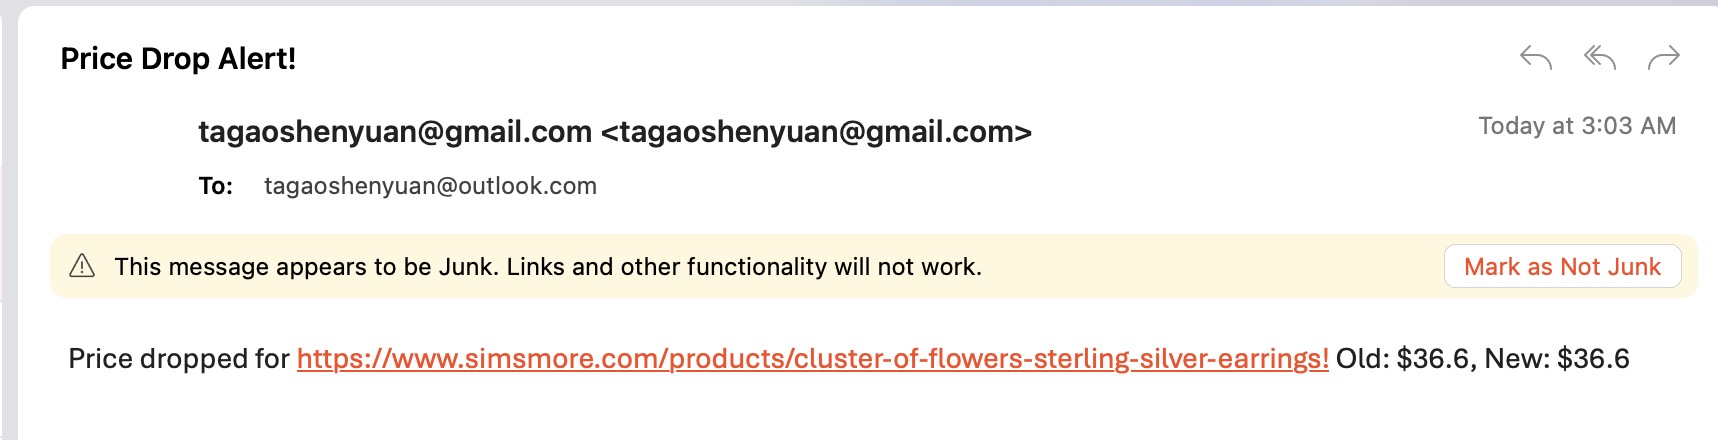 Price Drop Alert!
tagaoshenyuan@gmail.com <tagaoshenyuan@gmail.com>
Today at 3:03 AM
To: tagaoshenyuan@outlook.com
This message appears to be Junk. Links and other functionality will not work.
Mark as Not Junk
Price dropped for https://www.simsmore.com/products/cluster-of-flowers-sterling-silver-earrings! Old: $36.6, New: $36.6